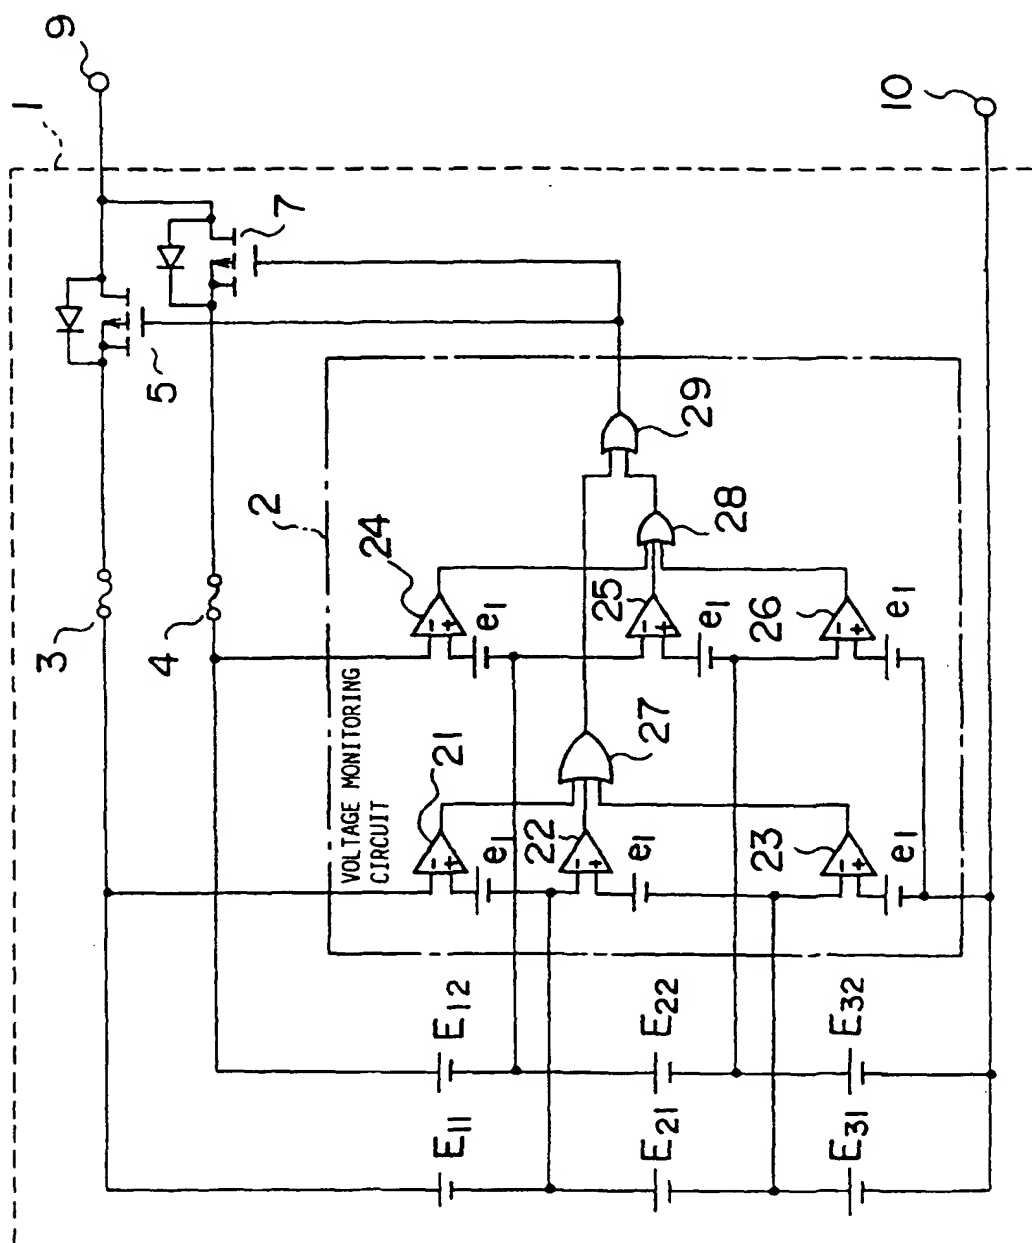 1
9
10
7
5
3
4
2
24
25
26
28
29
e1
e1
e1
VOLTAGE MONITORING
CIRCUIT
21
22
23
27
e1
e1
e1
E12
E22
E32
E11
E21
E31